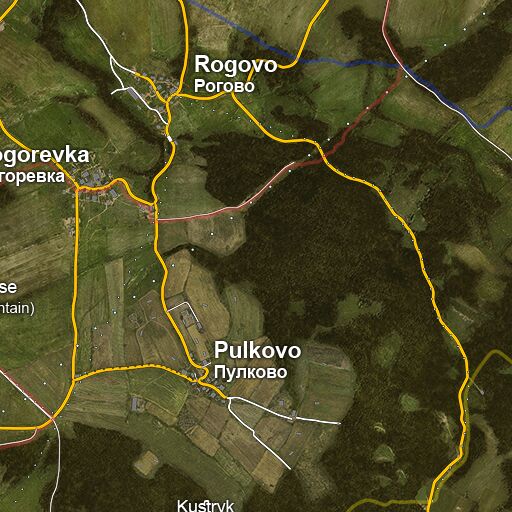 Rogovo
Рогово
ogorevka
горевка
se
ntain)
Pulkovo
Пулково
Kustryk